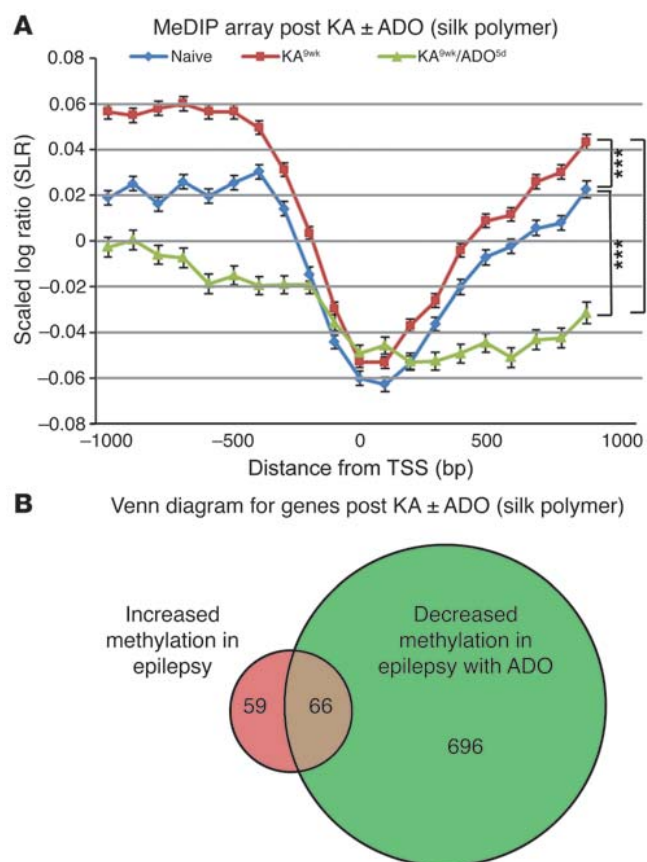 A
MeDIP array post KA ± ADO (silk polymer)
Naive
KA9wk
KA9wk/ADO5d
Scaled log ratio (SLR)
0.08
0.06
0.04
0.02
0
–0.02
–0.04
–0.06
–0.08
***
***
–1000
–500
0
500
1000
Distance from TSS (bp)
B
Venn diagram for genes post KA ± ADO (silk polymer)
Increased
methylation in
epilepsy
Decreased
methylation in
epilepsy with ADO
59
66
696